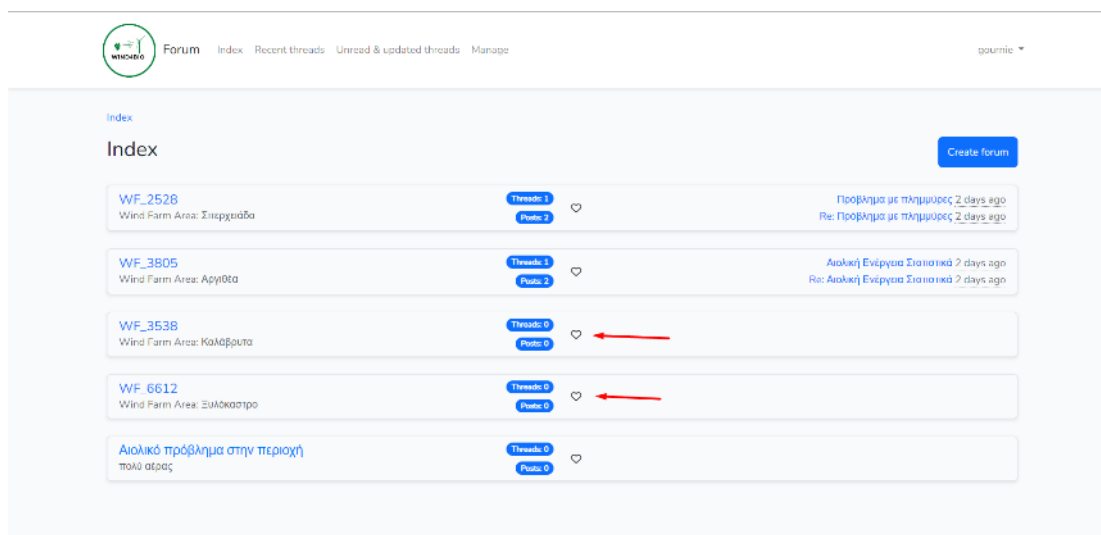 WIND4BIO
Forum Index Recent threads Unread & updated threads Manage gournie
Index
Index
Create forum
WF_2528
Wind Farm Area: Σπερχειάδα
Threads: 1
Posts: 2
Πρόβλημα με πλημμύρες 2 days ago
Re: Πρόβλημα με πλημμύρες 2 days ago
WF_3805
Wind Farm Area: Αργιθέα
Threads: 1
Posts: 2
Αιολική Ενέργεια Στατιστικά 2 days ago
Re: Αιολική Ενέργεια Στατιστικά 2 days ago
WF_3538
Wind Farm Area: Καλάβρυτα
Threads: 0
Posts: 0
WF_6612
Wind Farm Area: Ξυλόκαστρο
Threads: 0
Posts: 0
Αιολικό πρόβλημα στην περιοχή
πολύ αέρας
Threads: 0
Posts: 0